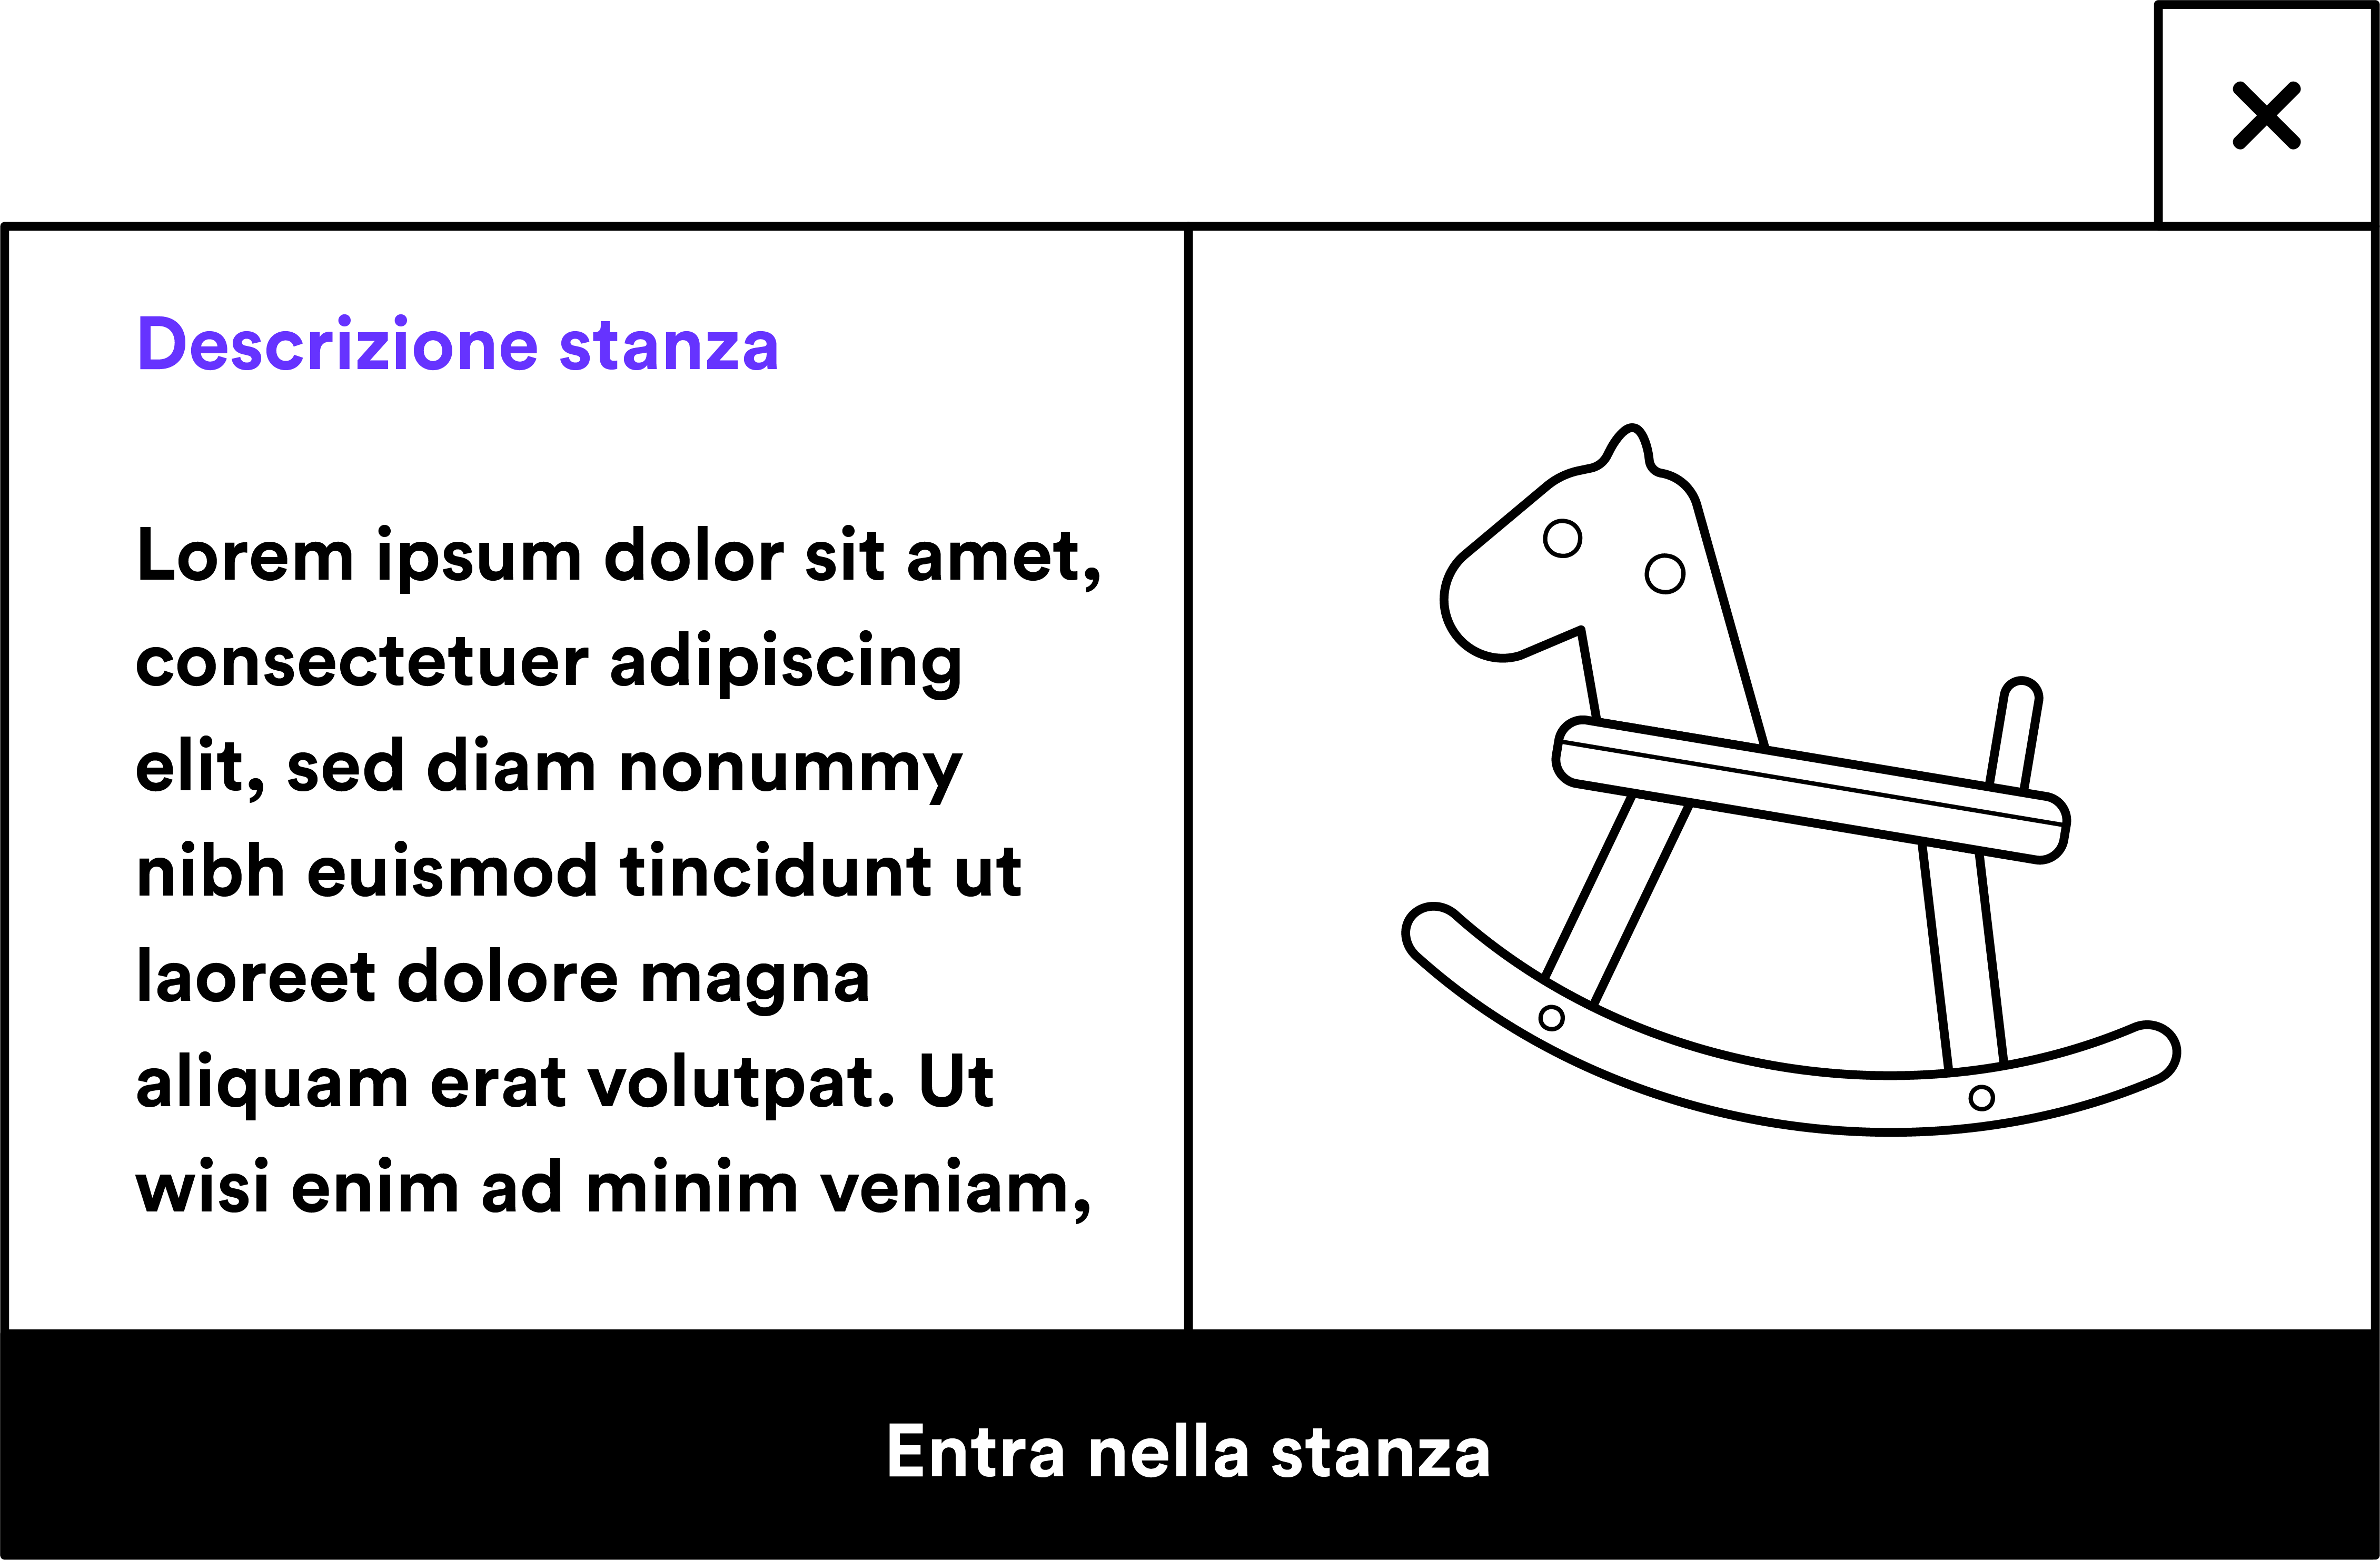 Descrizione stanza
Lorem ipsum dolor sit amet,
consectetuer adipiscing
elit, sed diam nonummy
nibh euismod tincidunt ut
laoreet dolore magna
aliquam erat volutpat. Ut
wisi enim ad minim veniam,
Entra nella stanza